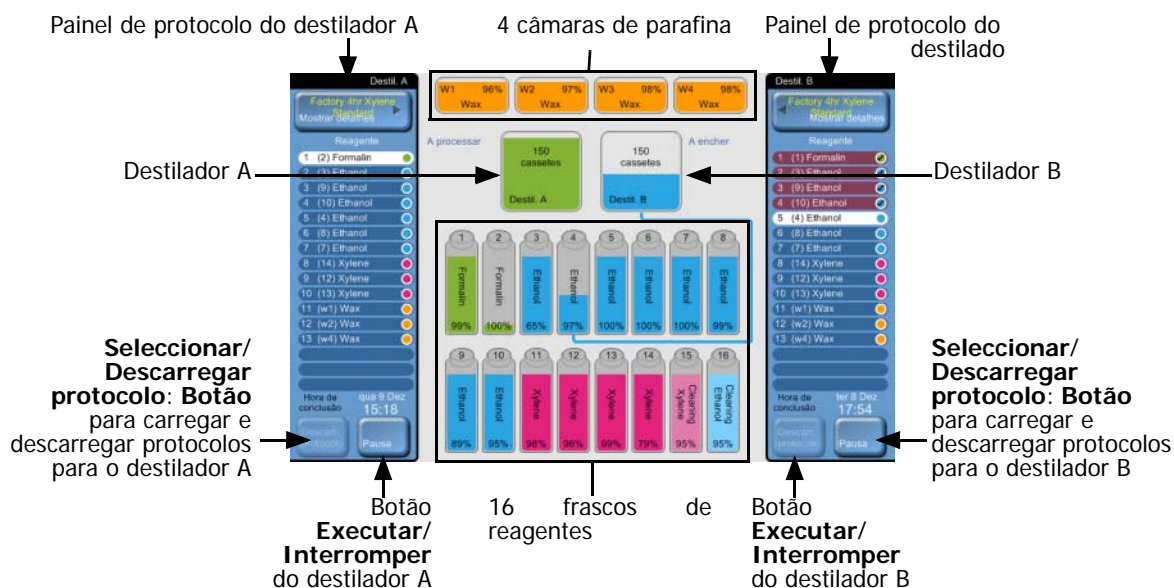 Painel de protocolo do destilador A
4 câmaras de parafina
Painel de protocolo do
destilado
Destil. A
Factory 4hr Xylene
Standard
Mostrar detalhes
Reagente
1 (2) Formalin
2 (3) Ethanol
3 (9) Ethanol
4 (10) Ethanol
5 (4) Ethanol
6 (8) Ethanol
7 (7) Ethanol
8 (14) Xylene
9 (12) Xylene
10 (13) Xylene
11 (w1) Wax
12 (w2) Wax
13 (w4) Wax
Hora de
conclusão
qua 9 Dez
15:18
Descarr.
protocolo
Pausa
W1 96%
Wax
W2 97%
Wax
W3 98%
Wax
W4 98%
Wax
A processar
150
cassetes
Destil. A
150
cassetes
Destil. B
A encher
Destilador A
Destilador B
1
Formalin
99%
2
Formalin
100%
3
Ethanol
65%
4
Ethanol
97%
5
Ethanol
100%
6
Ethanol
100%
7
Ethanol
100%
8
Ethanol
99%
9
Ethanol
89%
10
Ethanol
95%
11
Xylene
98%
12
Xylene
96%
13
Xylene
99%
14
Xylene
79%
15
Cleaning
Xylene
95%
16
Cleaning
Ethanol
95%
Destil. B
Factory 4hr Xylene
Standard
Mostrar detalhes
Reagente
1 (1) Formalin
2 (3) Ethanol
3 (9) Ethanol
4 (10) Ethanol
5 (4) Ethanol
6 (8) Ethanol
7 (7) Ethanol
8 (14) Xylene
9 (12) Xylene
10 (13) Xylene
11 (w1) Wax
12 (w2) Wax
13 (w4) Wax
Hora de
conclusão
ter 8 Dez
17:54
Descarr.
protocolo
Pausa
Seleccionar/
Descarregar
protocolo: Botão
para carregar e
descarregar protocolos
para o destilador A
Seleccionar/
Descarregar
protocolo: Botão
para carregar e
descarregar protocolos
para o destilador B
Botão
Executar/
Interromper
do destilador A
16 frascos de
reagentes
Botão
Executar/
Interromper
do destilador B